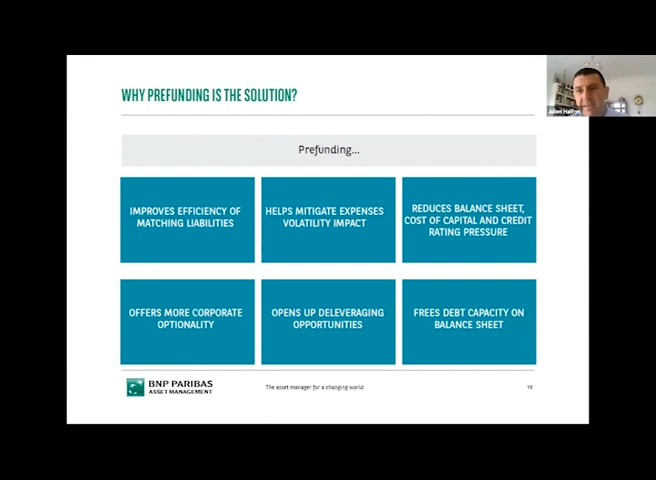 WHY PREFUNDING IS THE SOLUTION?
Julien Halfon
Prefunding...
IMPROVES EFFICIENCY OF
MATCHING LIABILITIES
HELPS MITIGATE EXPENSES
VOLATILITY IMPACT
REDUCES BALANCE SHEET,
COST OF CAPITAL AND CREDIT
RATING PRESSURE
OFFERS MORE CORPORATE
OPTIONALITY
OPENS UP DELEVERAGING
OPPORTUNITIES
FREES DEBT CAPACITY ON
BALANCE SHEET
BNP PARIBAS
ASSET MANAGEMENT
The asset manager for a changing world
10